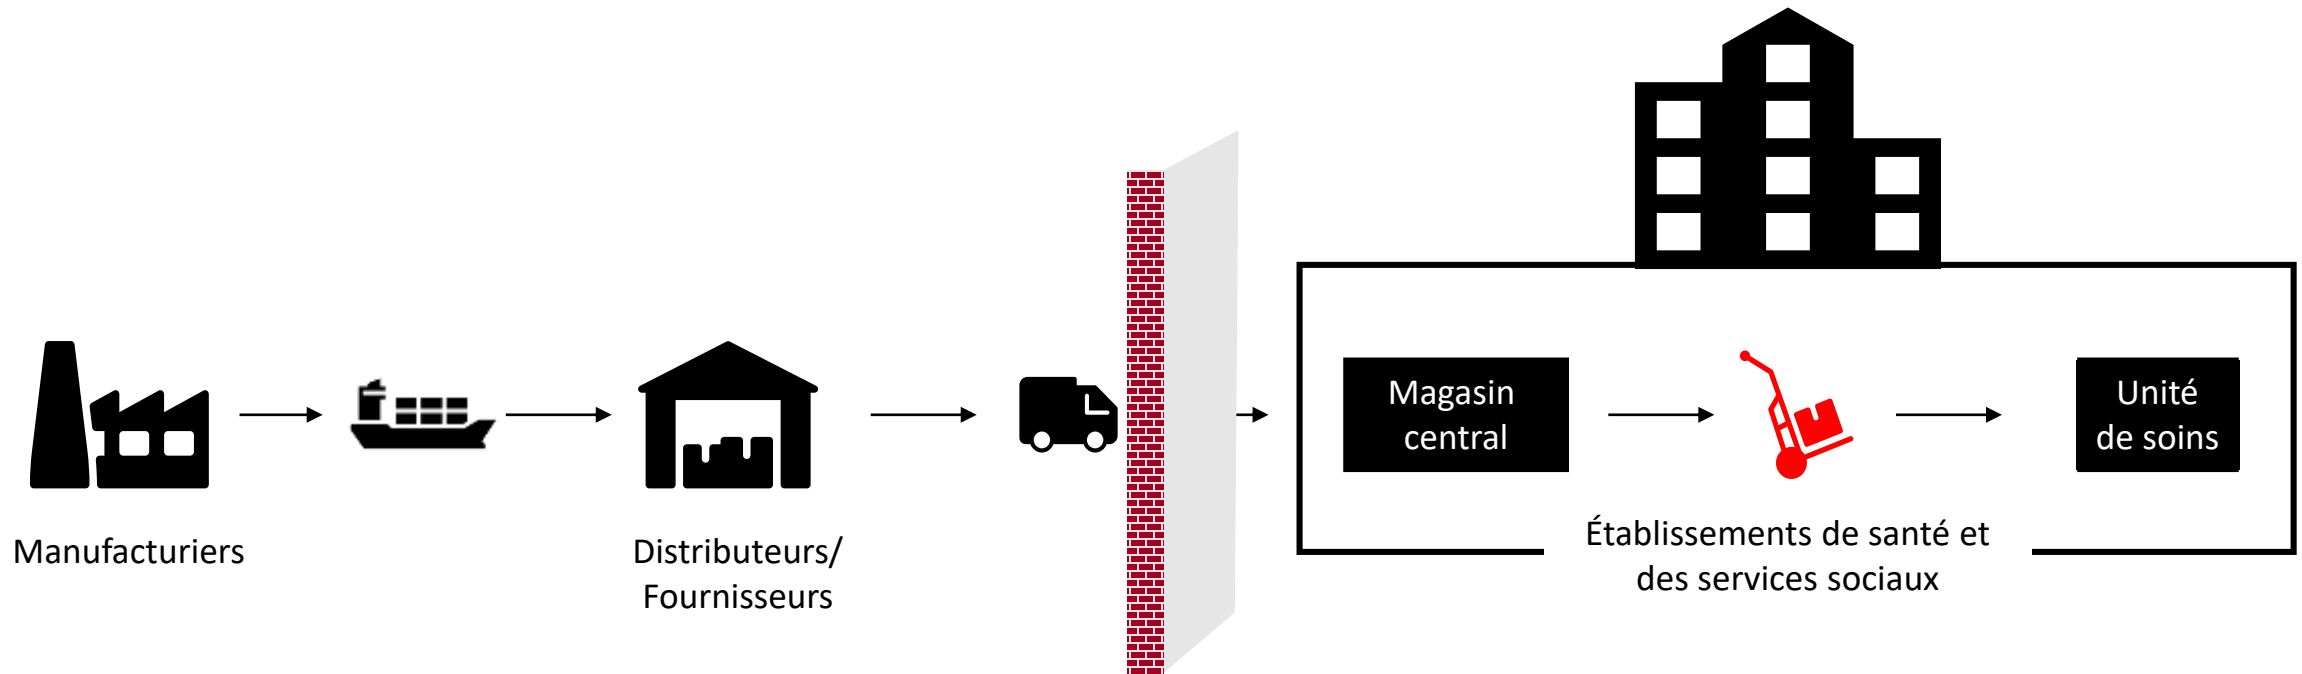 Manufacturiers
Distributeurs/
Fournisseurs
Magasin
central
Unité
de soins
Établissements de santé et
des services sociaux